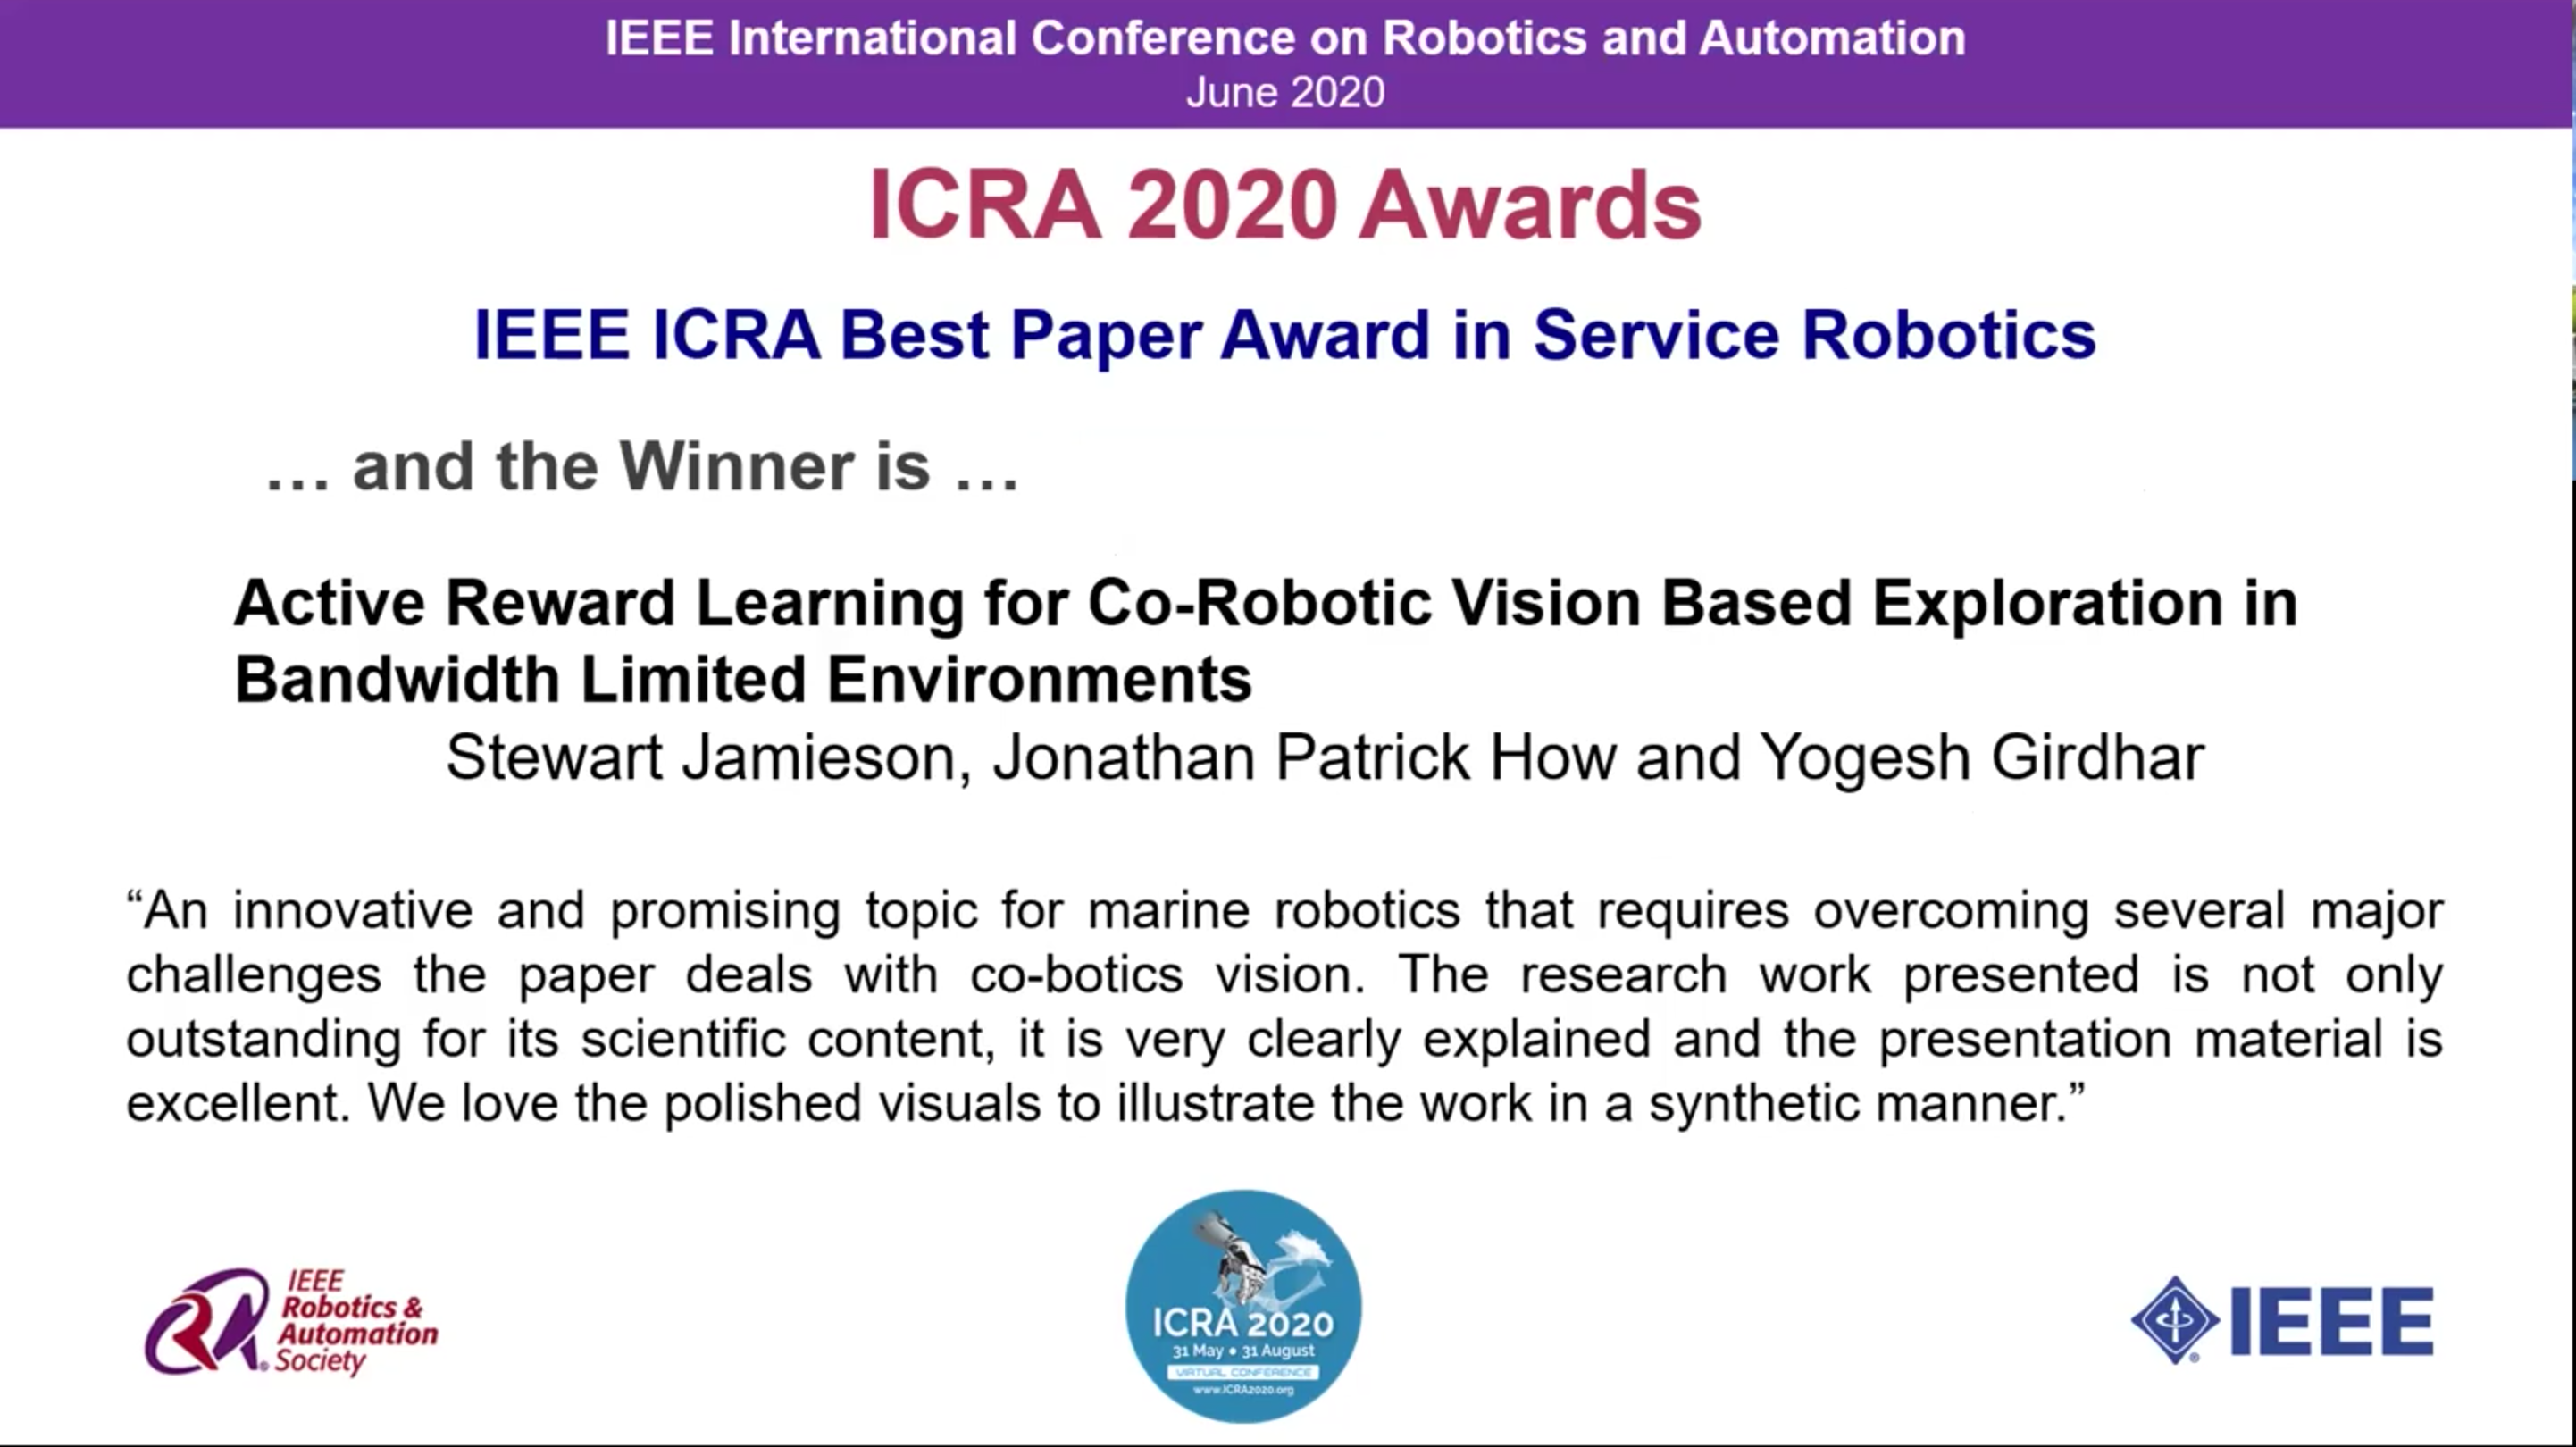 IEEE International Conference on Robotics and Automation
June 2020
ICRA 2020 Awards
IEEE ICRA Best Paper Award in Service Robotics
… and the Winner is …
Active Reward Learning for Co-Robotic Vision Based Exploration in
Bandwidth Limited Environments
Stewart Jamieson, Jonathan Patrick How and Yogesh Girdhar
“An innovative and promising topic for marine robotics that requires overcoming several major
challenges the paper deals with co-botics vision. The research work presented is not only
outstanding for its scientific content, it is very clearly explained and the presentation material is
excellent. We love the polished visuals to illustrate the work in a synthetic manner.”
IEEE
Robotics &
Automation
Society
ICRA 2020
31 May • 31 August
VIRTUAL CONFERENCE
www.ICRA2020.org
IEEE